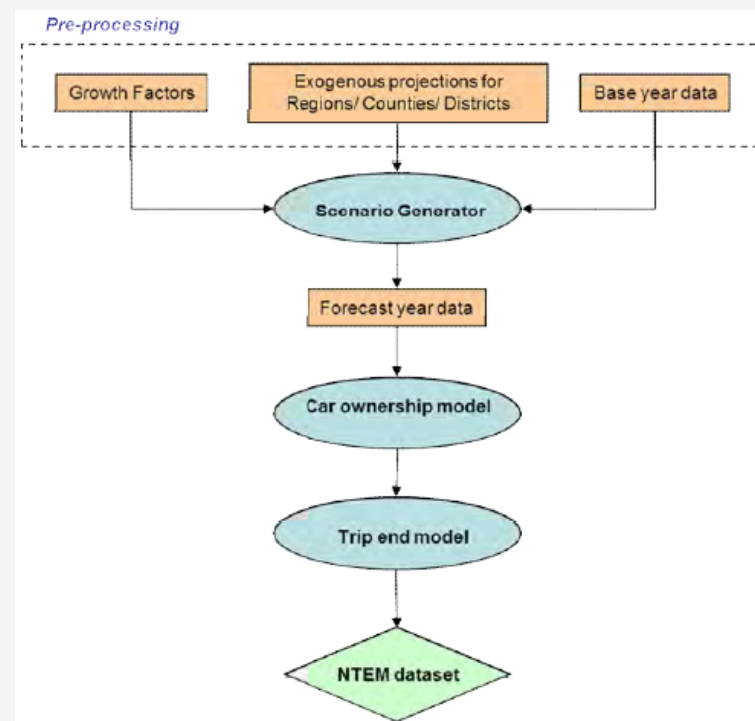 Pre-processing
Growth Factors
Exogenous projections for
Regions/ Counties/ Districts
Base year data
Scenario Generator
Forecast year data
Car ownership model
Trip end model
NTEM dataset